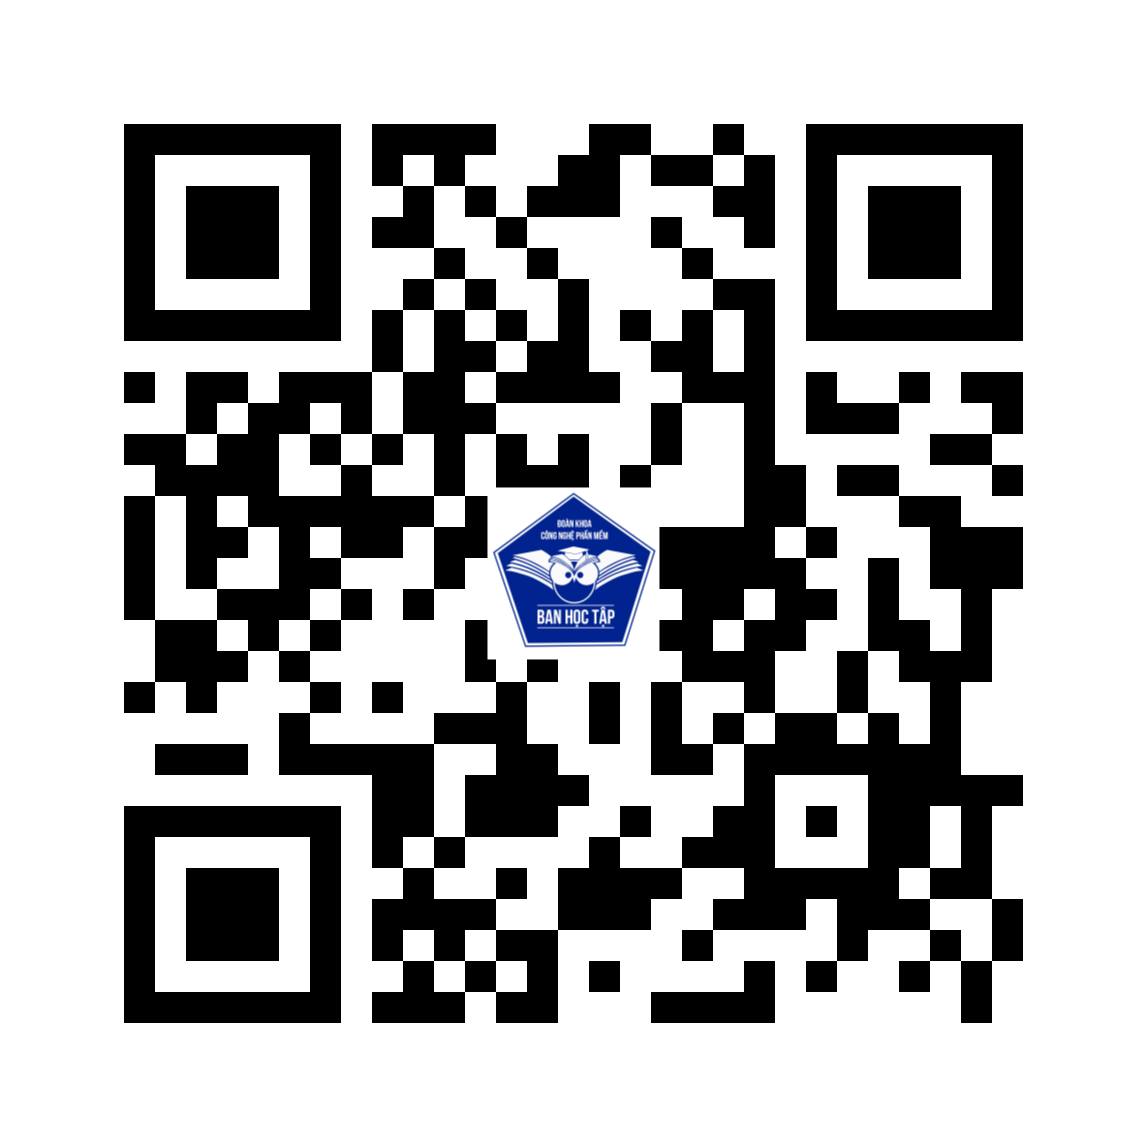 ĐOÀN KHOA
CÔNG NGHỆ PHẦN MỀM
BAN HỌC TẬP